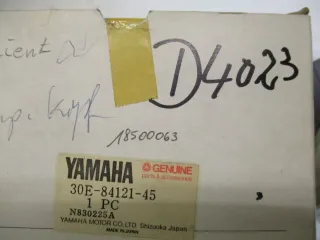 D4023
18500063
YAMAHA
GENUINE
parts & accessories
30E-84121-45
1 PC
N830225A
YAMAHA MOTOR CO., LTD. Shizuoka, Japan
MADE IN JAPAN